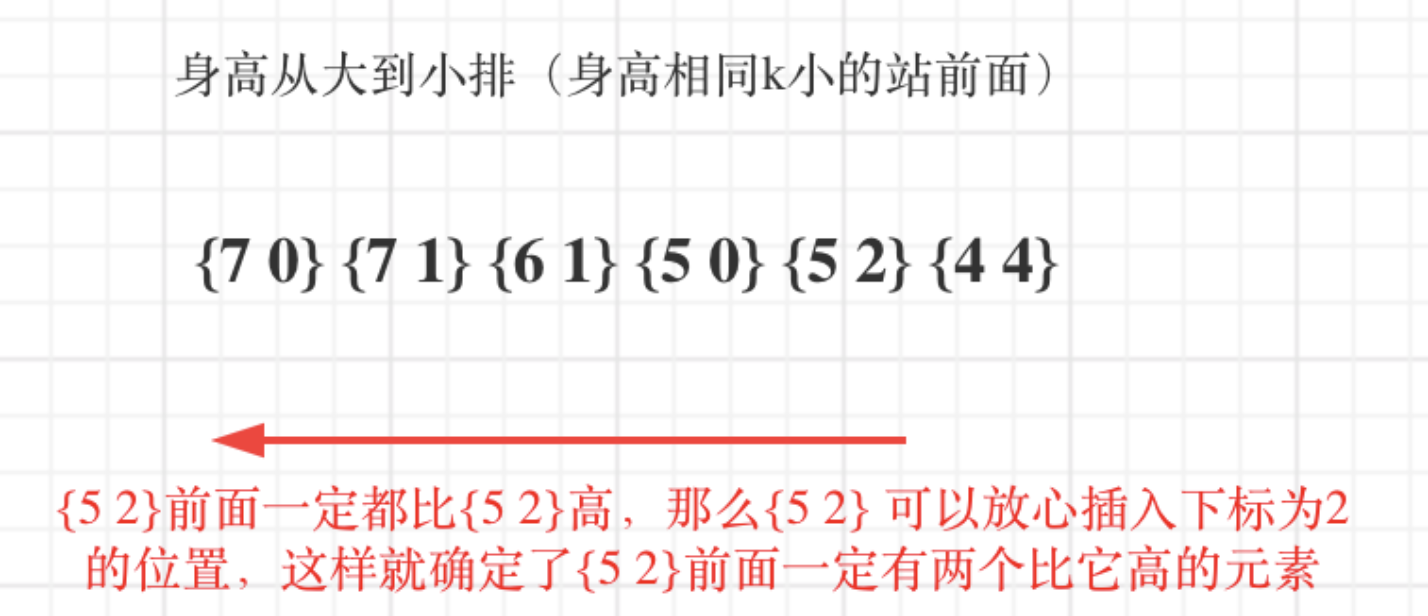 身高从大到小排（身高相同k小的站前面）
{7 0} {7 1} {6 1} {5 0} {5 2} {4 4}
{5 2}前面一定都比{5 2}高，那么{5 2} 可以放心插入下标为2
的位置，这样就确定了{5 2}前面一定有两个比它高的元素